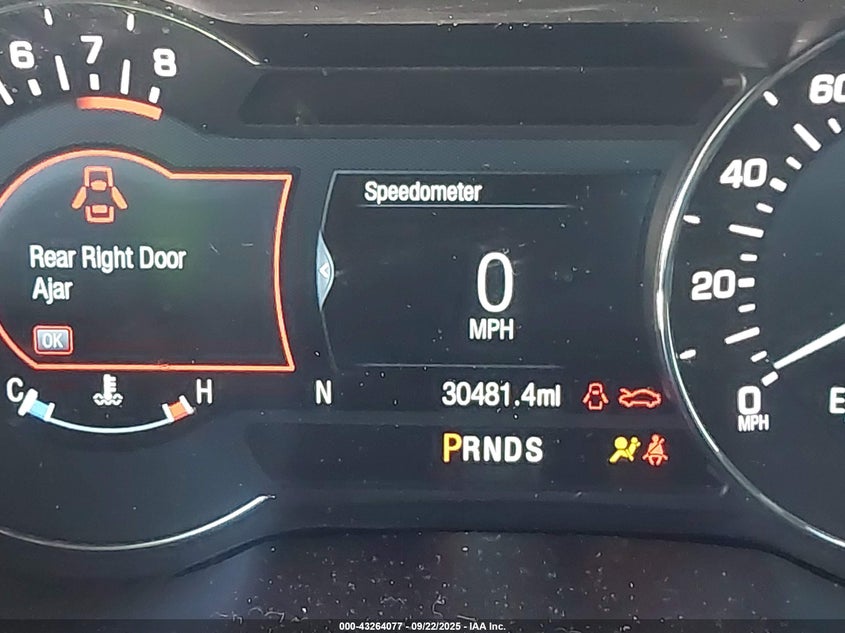 6 7 8
60
40
20
0
MPH
E
Speedometer
0
MPH
Rear Right Door
Ajar
OK
C H
N 30481.4mi
PRNDS
000-43264077 - 09/22/2025 - IAA Inc.